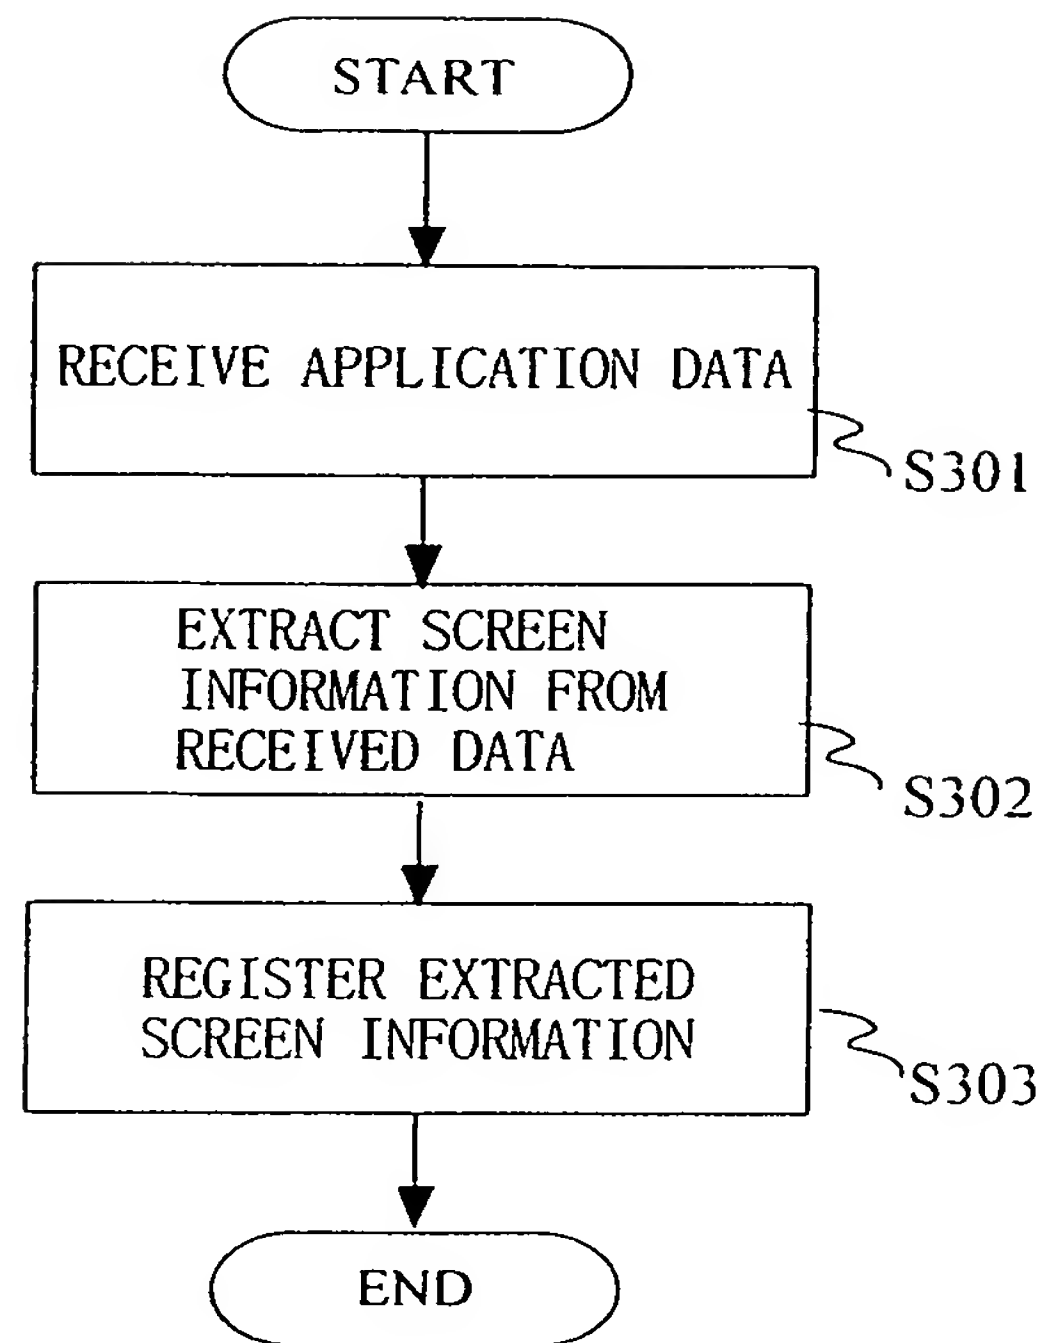 START
RECEIVE APPLICATION DATA
S301
EXTRACT SCREEN
INFORMATION FROM
RECEIVED DATA
S302
REGISTER EXTRACTED
SCREEN INFORMATION
S303
END